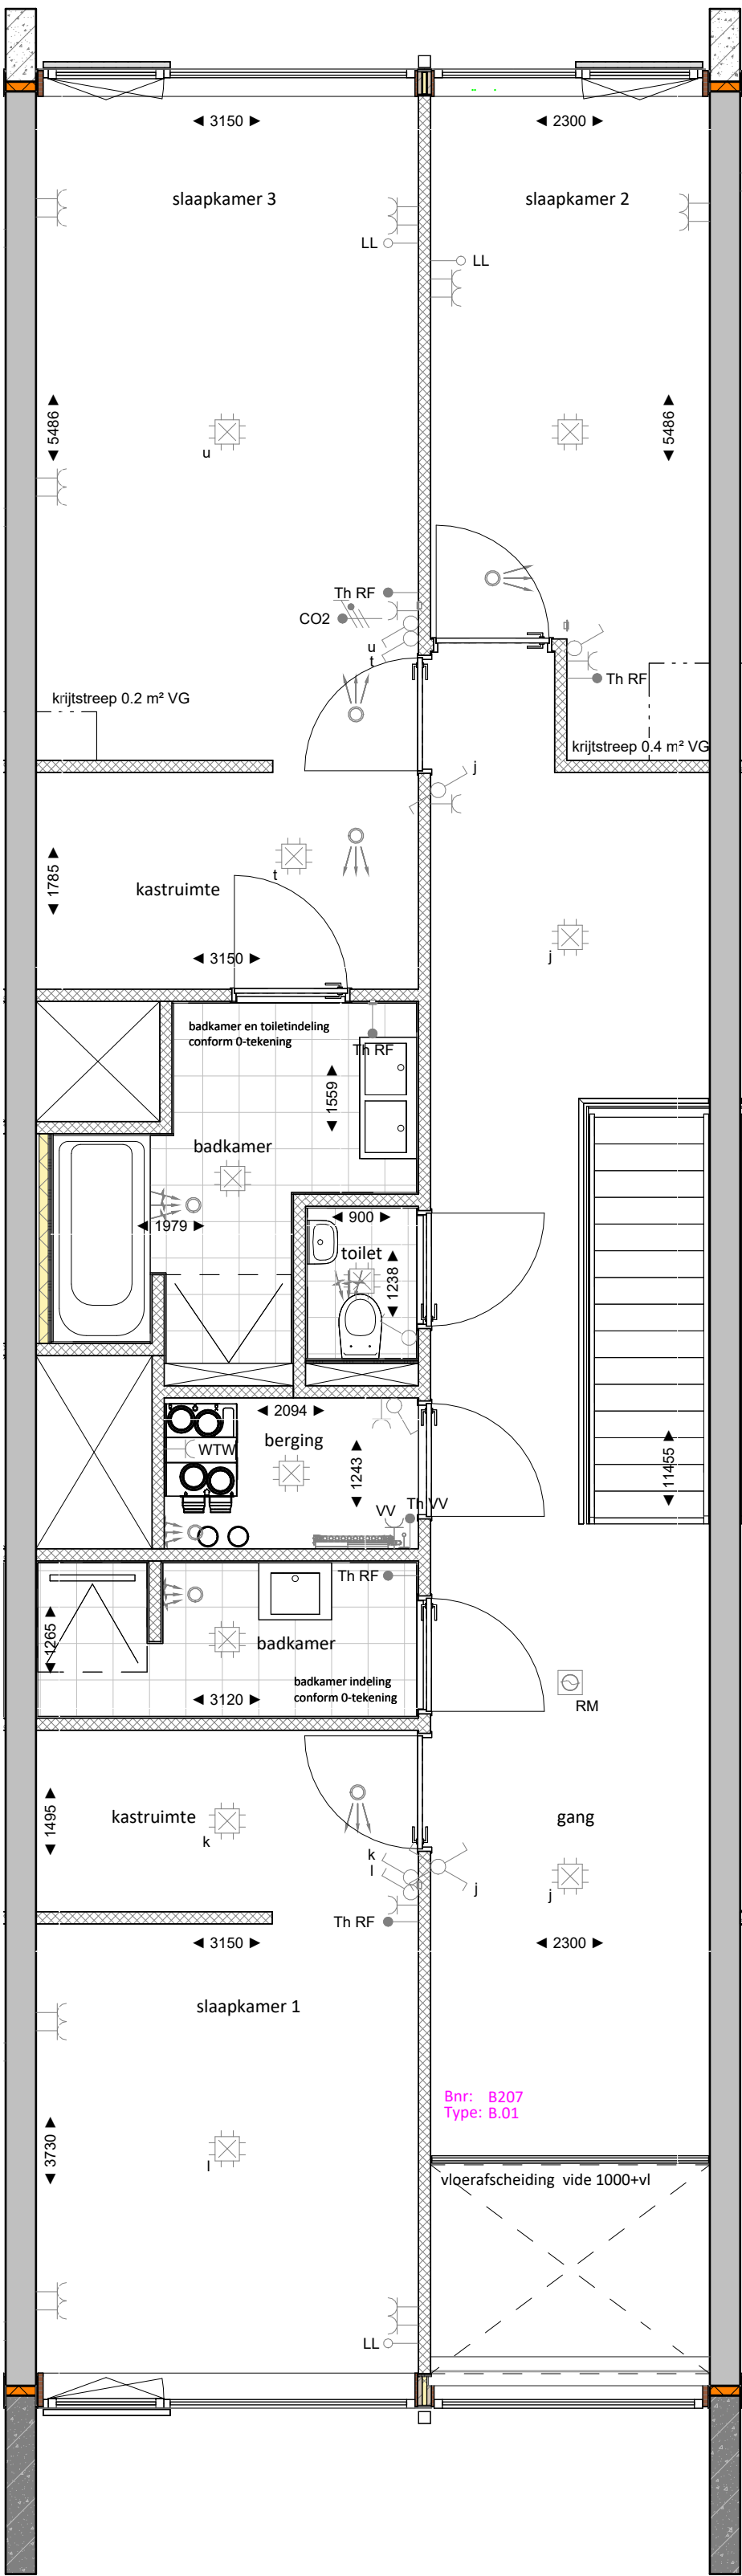 3150
2300
slaapkamer 3
slaapkamer 2
LL
LL
5486
5486
u
Th RF
CO2
u
t
Th RF
krijtstreep 0.2 m² VG
krijtstreep 0.4 m² VG
j
1785
t
kastruimte
j
3150
badkamer en toiletindeling
conform 0-tekening
Th RF
1559
badkamer
1979
900
toilet
1238
2094
berging
WTW
1243
11455
VV
Th VV
Th RF
1265
badkamer
badkamer indeling
conform 0-tekening
3120
RM
1495
kastruimte
k
gang
k
l
j
j
Th RF
3150
2300
slaapkamer 1
Bnr: B207
Type: B.01
3730
l
vloerafscheiding vide 1000+vl
LL